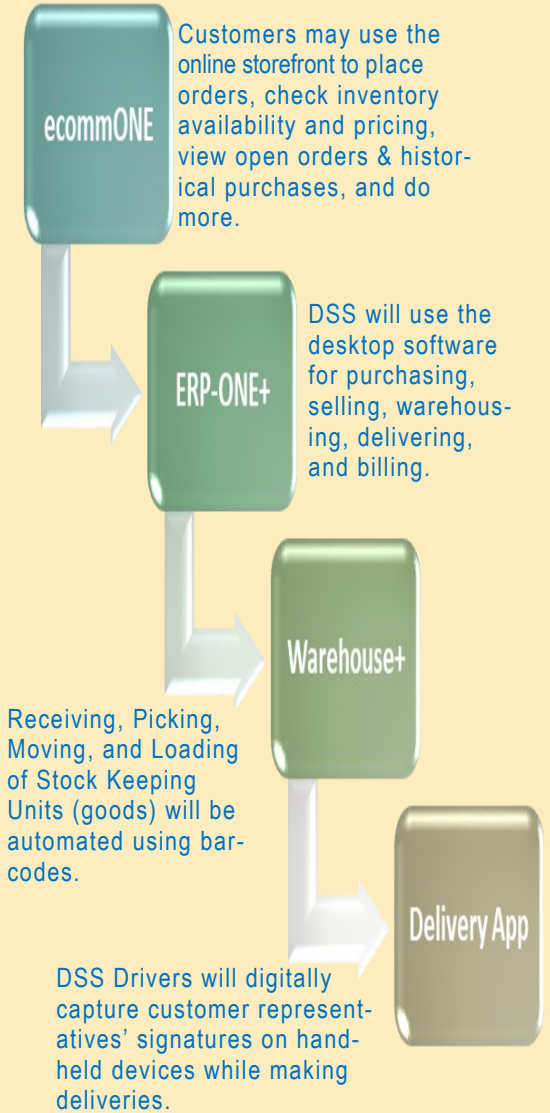 ecommONE
Customers may use the
online storefront to place
orders, check inventory
availability and pricing,
view open orders & histor-
ical purchases, and do
more.
ERP-ONE+
DSS will use the
desktop software
for purchasing,
selling, warehous-
ing, delivering,
and billing.
Warehouse+
Receiving, Picking,
Moving, and Loading
of Stock Keeping
Units (goods) will be
automated using bar-
codes.
Delivery App
DSS Drivers will digitally
capture customer represent-
atives’ signatures on hand-
held devices while making
deliveries.